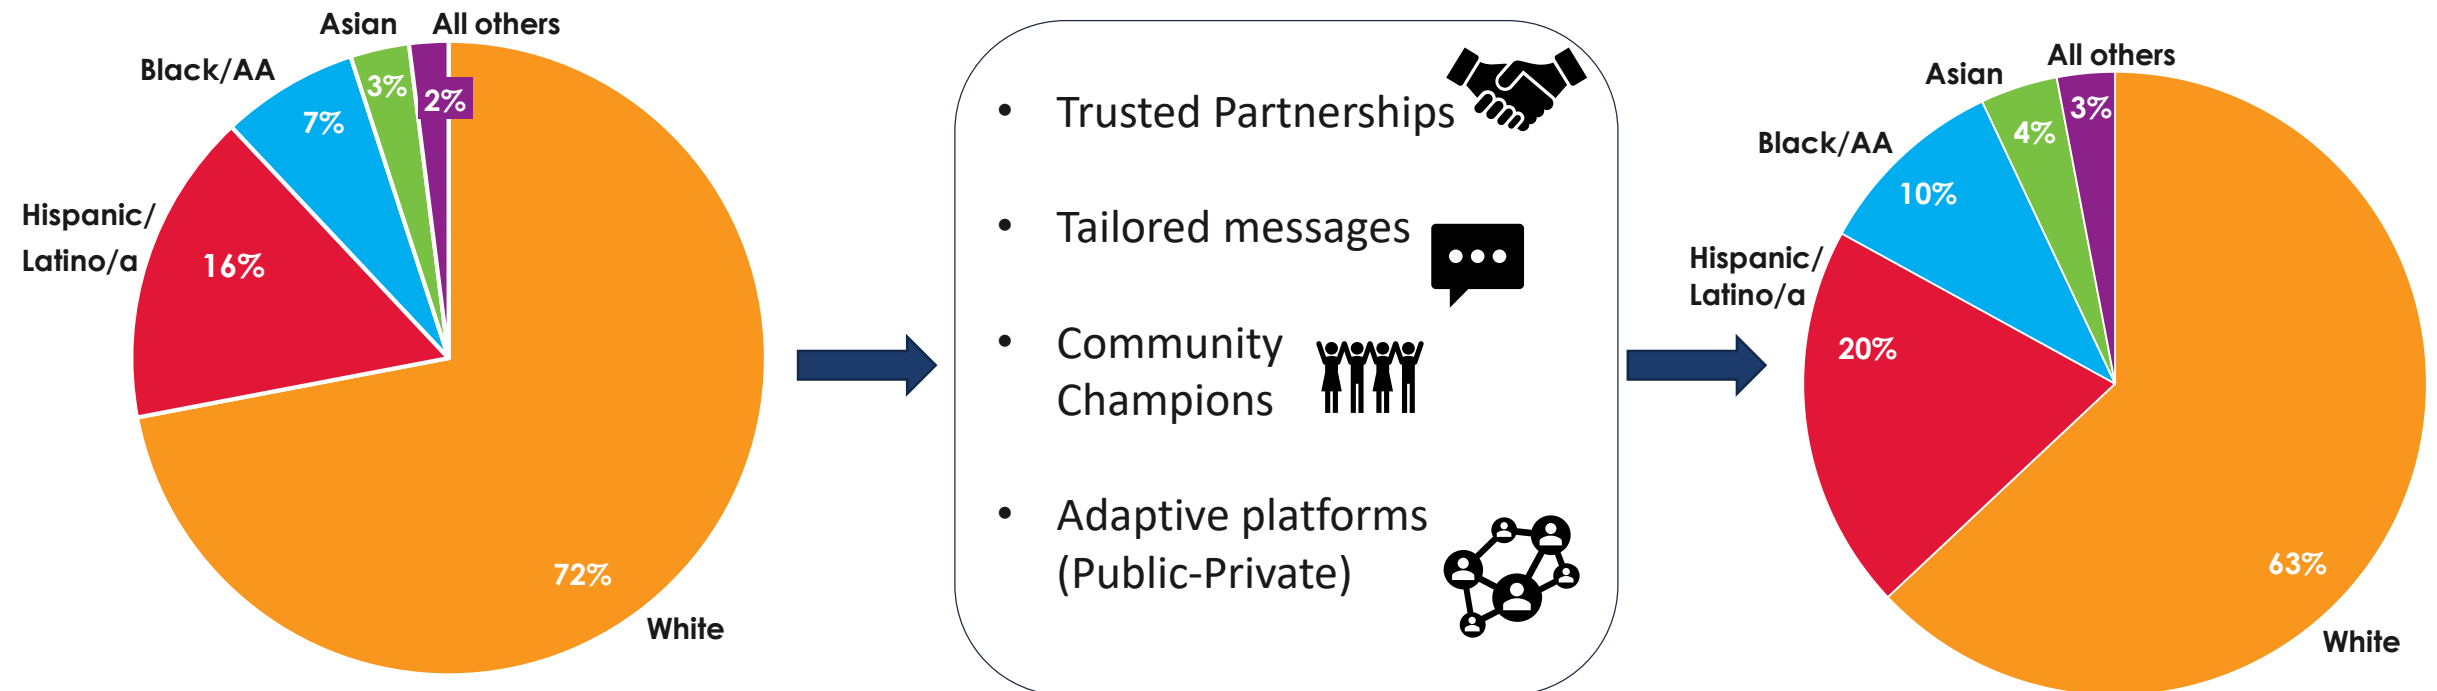 Asian
All others
Black/AA
3%
2%
7%
Hispanic/
Latino/a
16%
72%
White
• Trusted Partnerships
• Tailored messages
• Community
Champions
• Adaptive platforms
(Public-Private)
All others
Asian
Black/AA
3%
4%
10%
Hispanic/
Latino/a
20%
63%
White